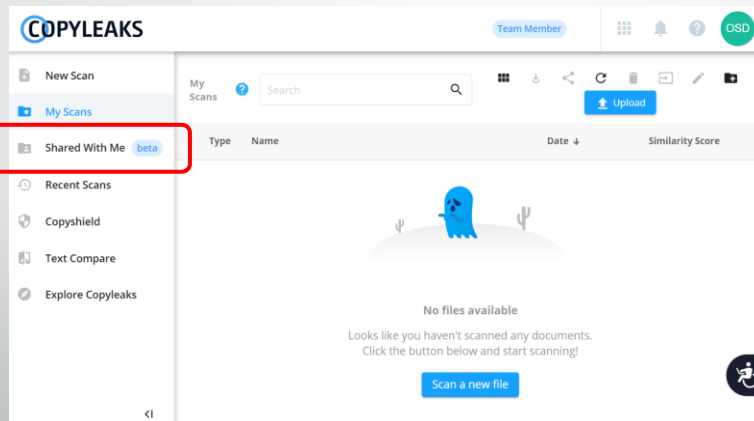 COPYLEAKS
Team Member
OSD
New Scan
My Scans
Shared With Me beta
Recent Scans
Copyshield
Text Compare
Explore Copyleaks
My
Scans
?
Search
Upload
Type Name Date ↓ Similarity Score
No files available
Looks like you haven't scanned any documents.
Click the button below and start scanning!
Scan a new file